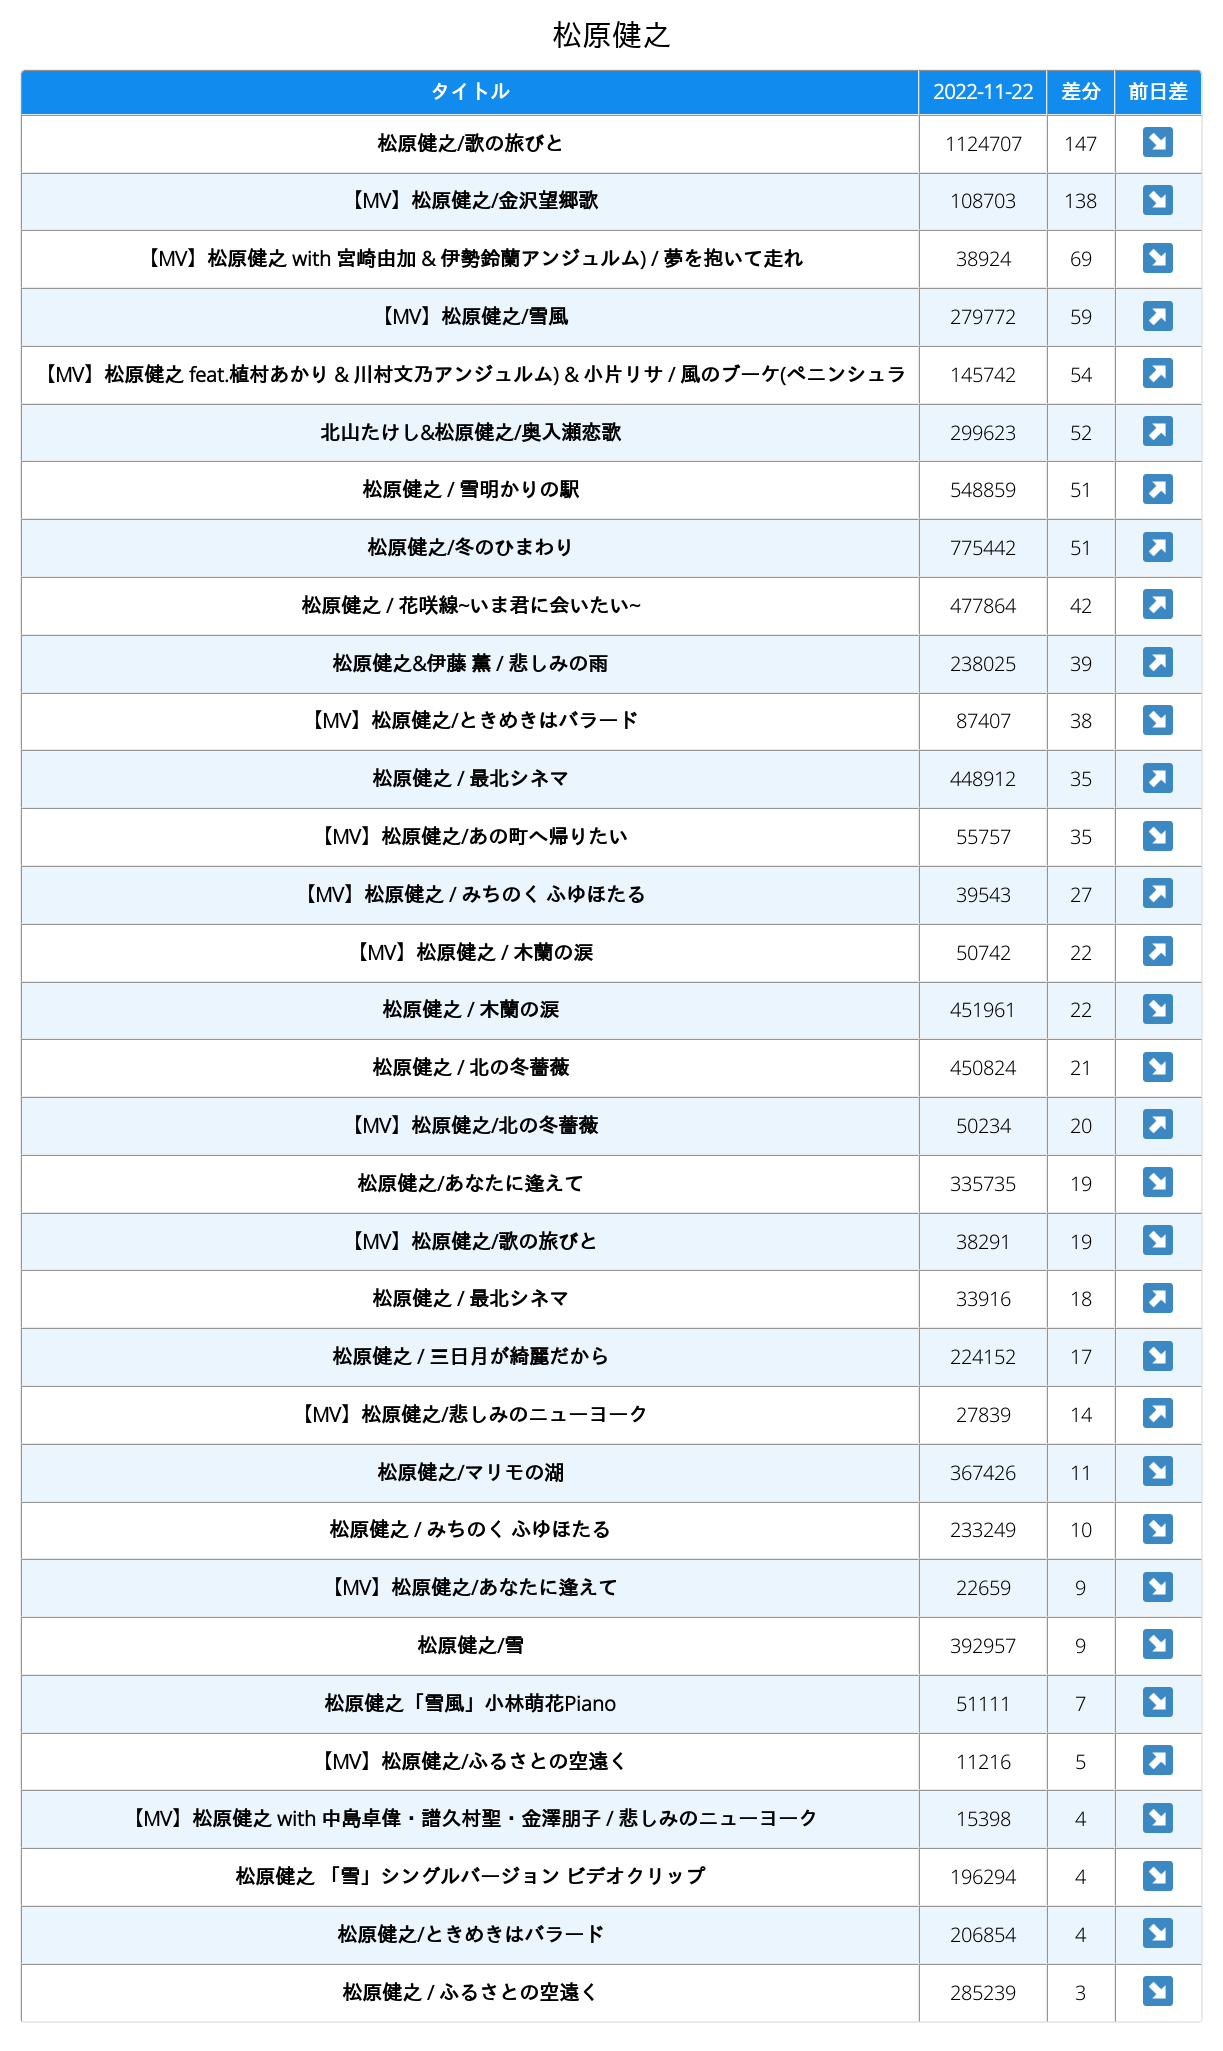 松原健之
タイトル 2022-11-22 差分 前日差
松原健之/歌の旅びと 1124707 147 ↘
【MV】松原健之/金沢望郷歌 108703 138 ↘
【MV】松原健之 with 宮崎由加 & 伊勢鈴蘭アンジュルム) / 夢を抱いて走れ 38924 69 ↘
【MV】松原健之/雪風 279772 59 ↗
【MV】松原健之 feat.植村あかり & 川村文乃アンジュルム) & 小片リサ / 風のブーケ(ペニンシュラ 145742 54 ↗
北山たけし&松原健之/奥入瀬恋歌 299623 52 ↗
松原健之 / 雪明かりの駅 548859 51 ↗
松原健之/冬のひまわり 775442 51 ↗
松原健之 / 花咲線~いま君に会いたい~ 477864 42 ↗
松原健之&伊藤 薫 / 悲しみの雨 238025 39 ↗
【MV】松原健之/ときめきはバラード 87407 38 ↘
松原健之 / 最北シネマ 448912 35 ↗
【MV】松原健之/あの町へ帰りたい 55757 35 ↘
【MV】松原健之 / みちのく ふゆほたる 39543 27 ↗
【MV】松原健之 / 木蘭の涙 50742 22 ↗
松原健之 / 木蘭の涙 451961 22 ↘
松原健之 / 北の冬薔薇 450824 21 ↘
【MV】松原健之/北の冬薔薇 50234 20 ↗
松原健之/あなたに逢えて 335735 19 ↘
【MV】松原健之/歌の旅びと 38291 19 ↘
松原健之 / 最北シネマ 33916 18 ↗
松原健之 / 三日月が綺麗だから 224152 17 ↘
【MV】松原健之/悲しみのニューヨーク 27839 14 ↗
松原健之/マリモの湖 367426 11 ↘
松原健之 / みちのく ふゆほたる 233249 10 ↘
【MV】松原健之/あなたに逢えて 22659 9 ↘
松原健之/雪 392957 9 ↘
松原健之「雪風」小林萌花Piano 51111 7 ↘
【MV】松原健之/ふるさとの空遠く 11216 5 ↗
【MV】松原健之 with 中島卓偉・譜久村聖・金澤朋子 / 悲しみのニューヨーク 15398 4 ↘
松原健之 「雪」シングルバージョン ビデオクリップ 196294 4 ↘
松原健之/ときめきはバラード 206854 4 ↘
松原健之 / ふるさとの空遠く 285239 3 ↘